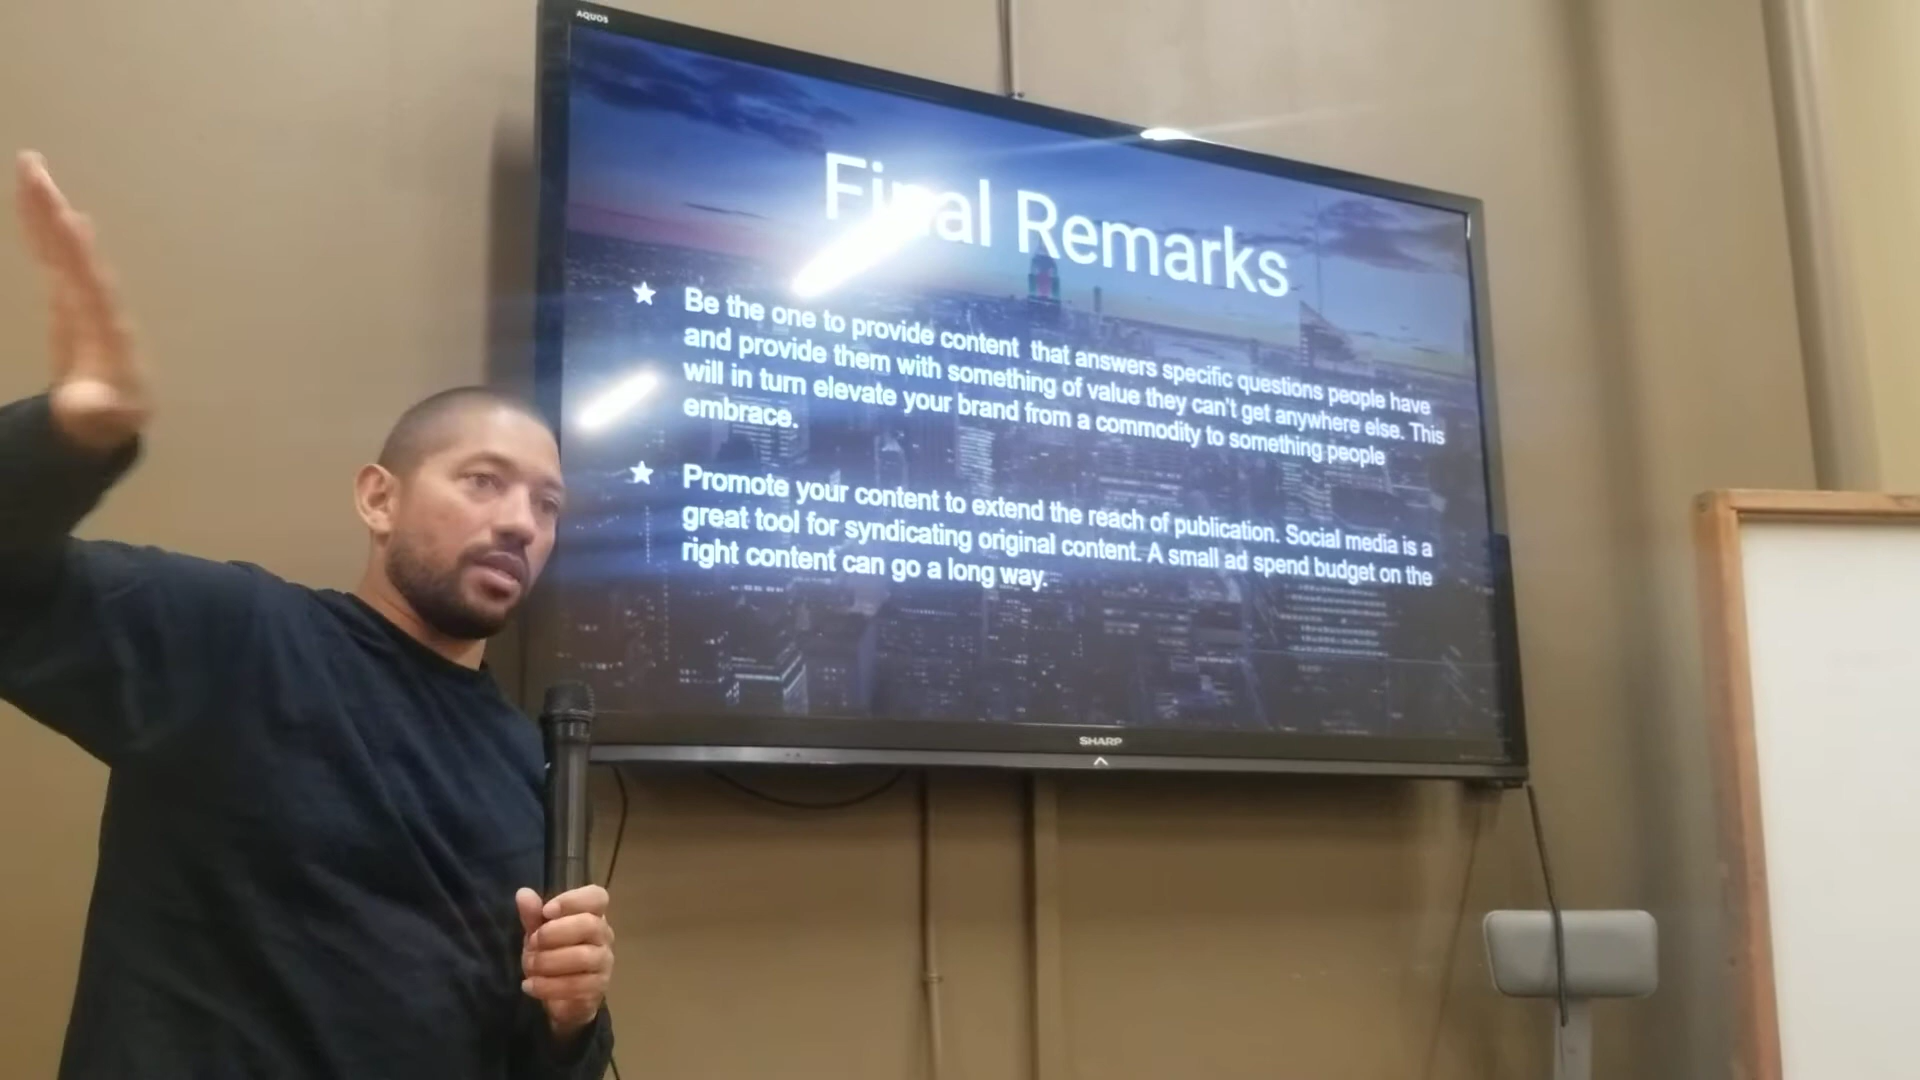 AQUOS
Final Remarks
★ Be the one to provide content that answers specific questions people have
and provide them with something of value they can't get anywhere else. This
will in turn elevate your brand from a commodity to something people
embrace.
★ Promote your content to extend the reach of publication. Social media is a
great tool for syndicating original content. A small ad spend budget on the
right content can go a long way.
SHARP